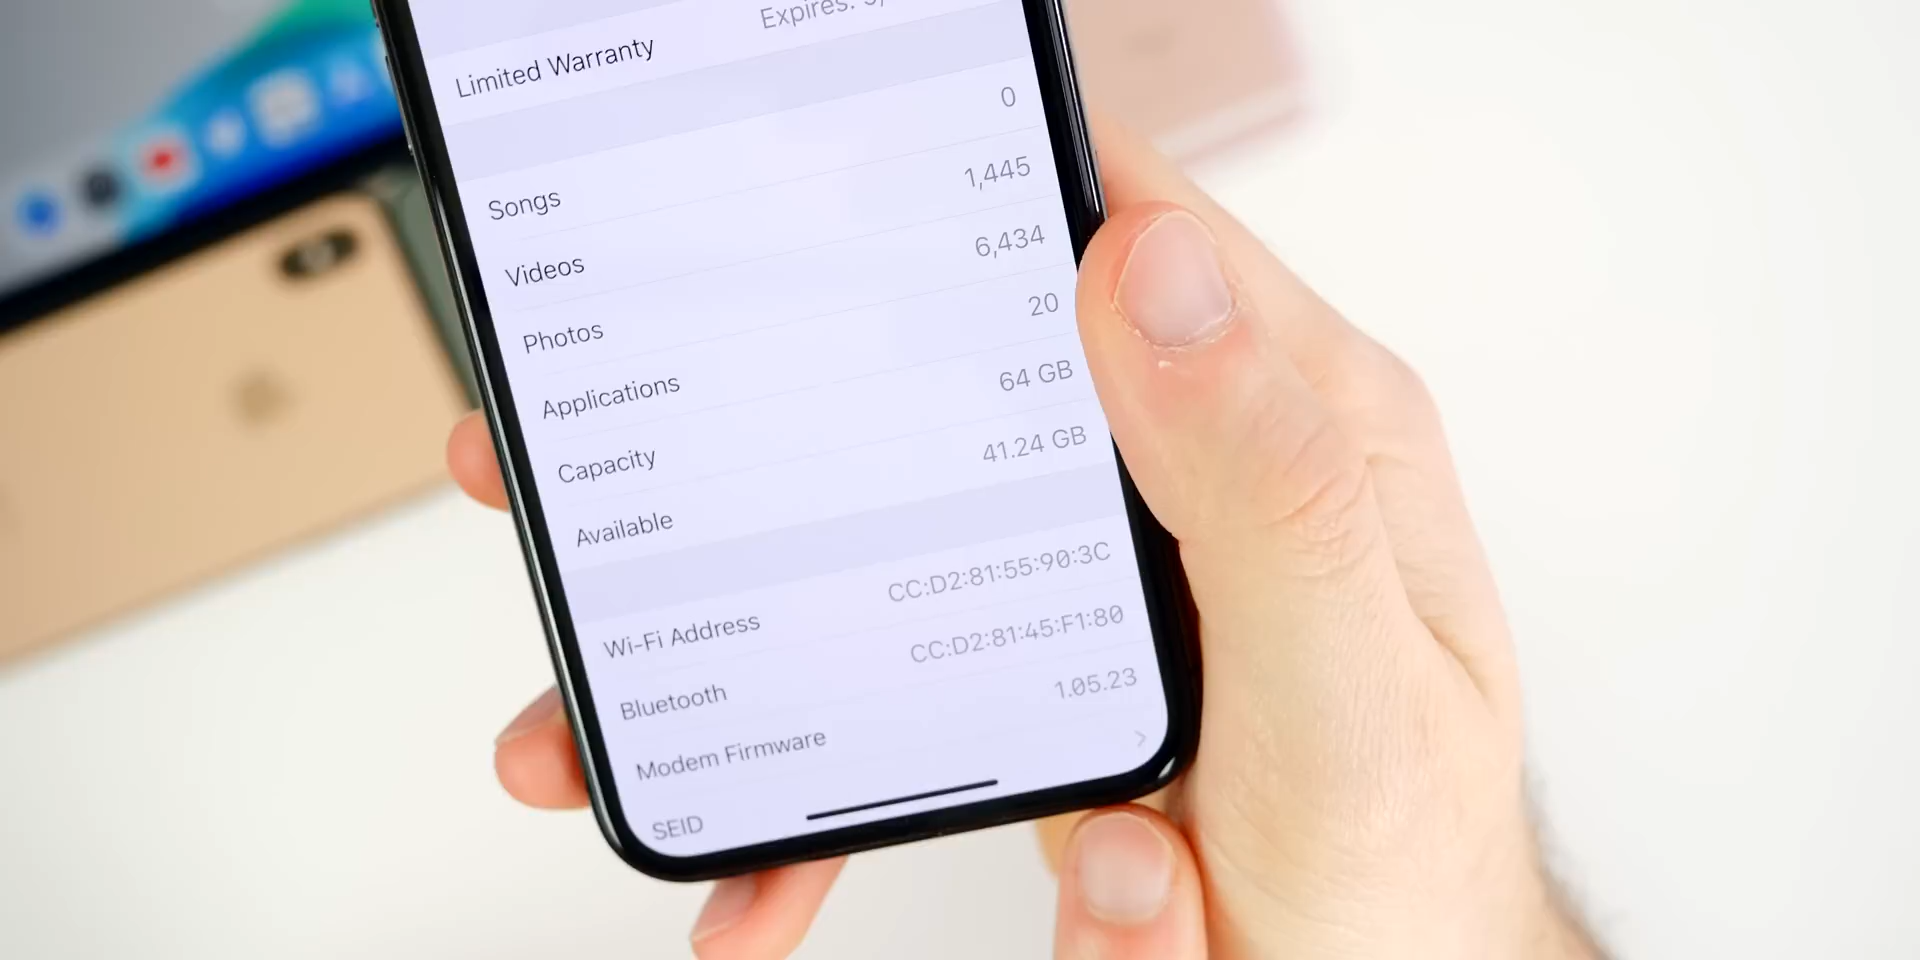 Limited Warranty Expires:
Songs 0
Videos 1,445
Photos 6,434
Applications 20
Capacity 64 GB
Available 41.24 GB
Wi-Fi Address CC:D2:81:55:90:3C
Bluetooth CC:D2:81:45:F1:80
Modem Firmware 1.05.23
SEID